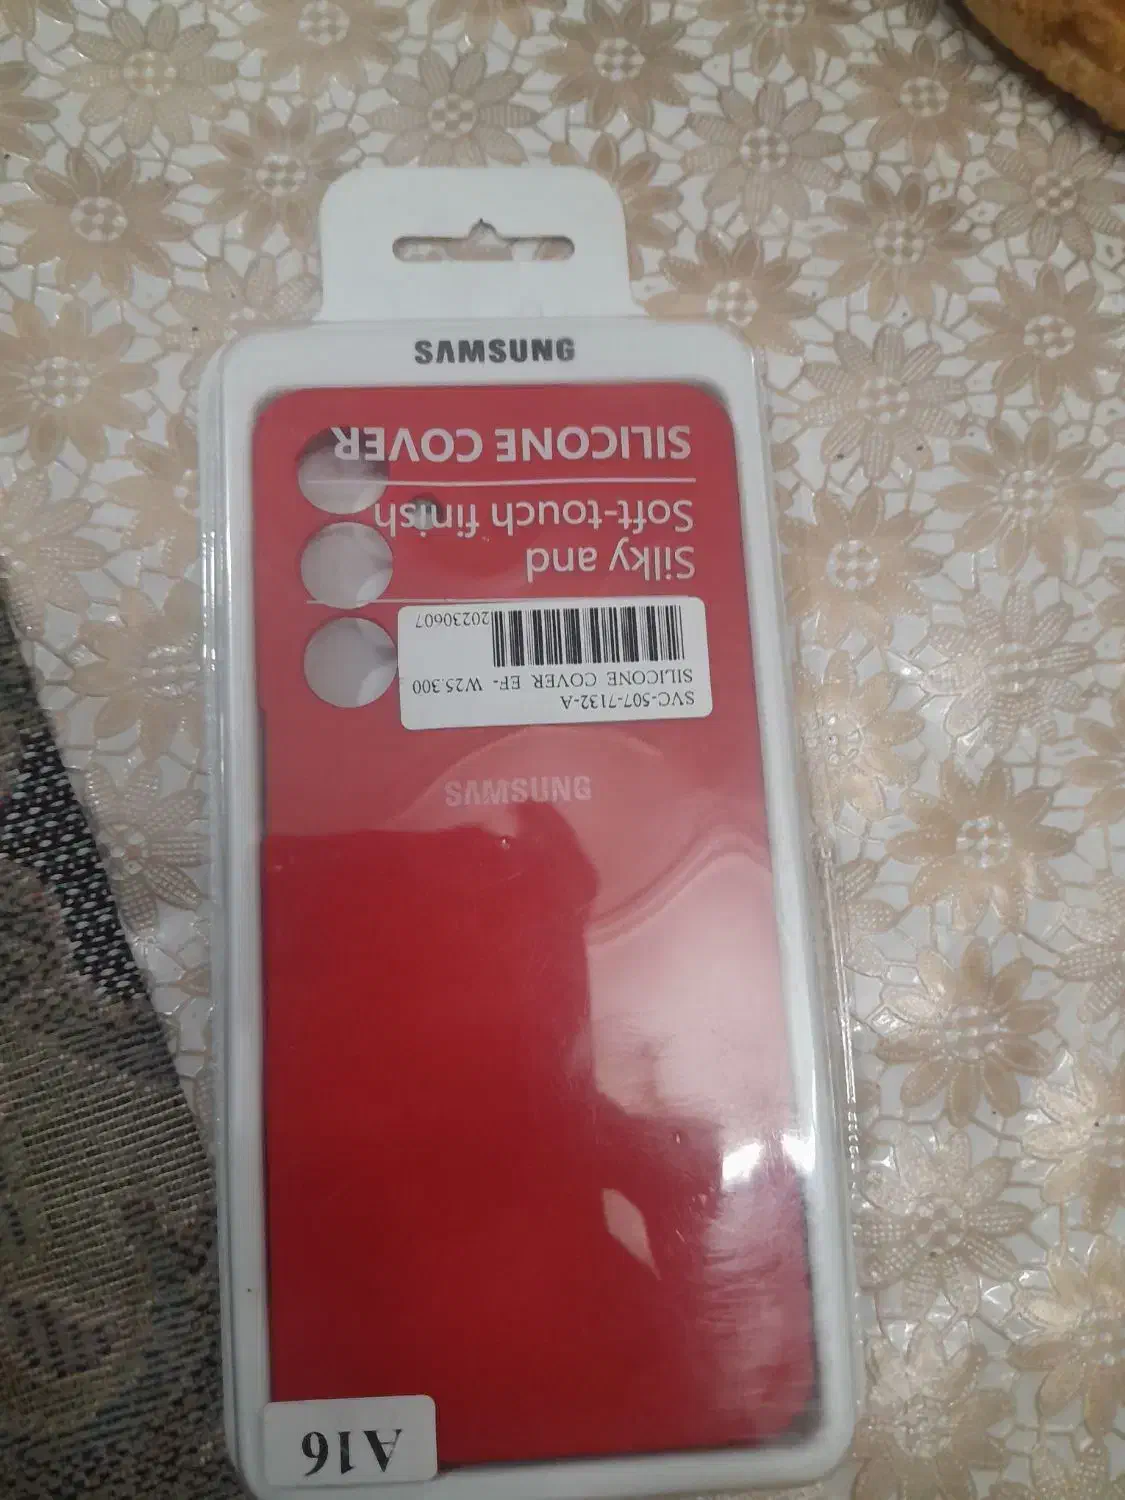 SAMSUNG
SILICONE COVER
Soft-touch finish
Silky and
20230607
SILICONE COVER EF- W25.300
SVC-507-7132-A
SAMSUNG
A16